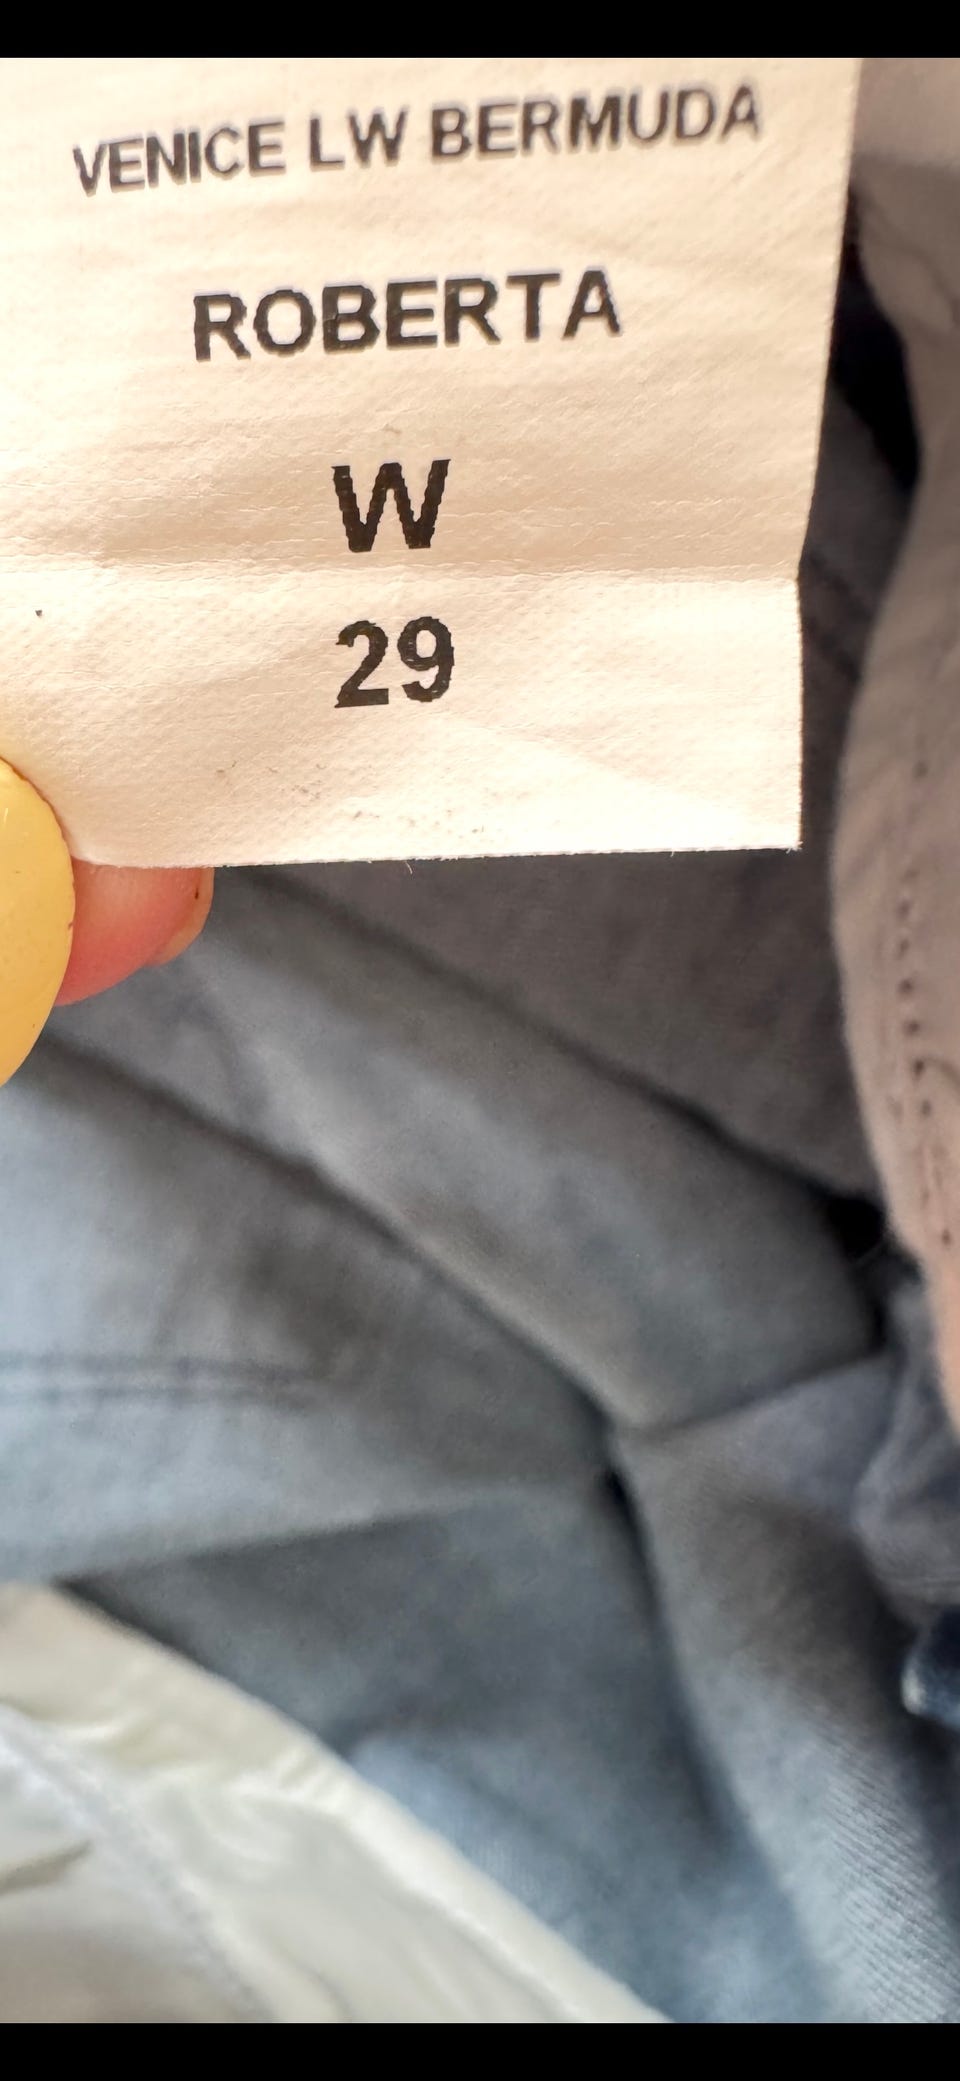 VENICE LW BERMUDA
ROBERTA
W
29